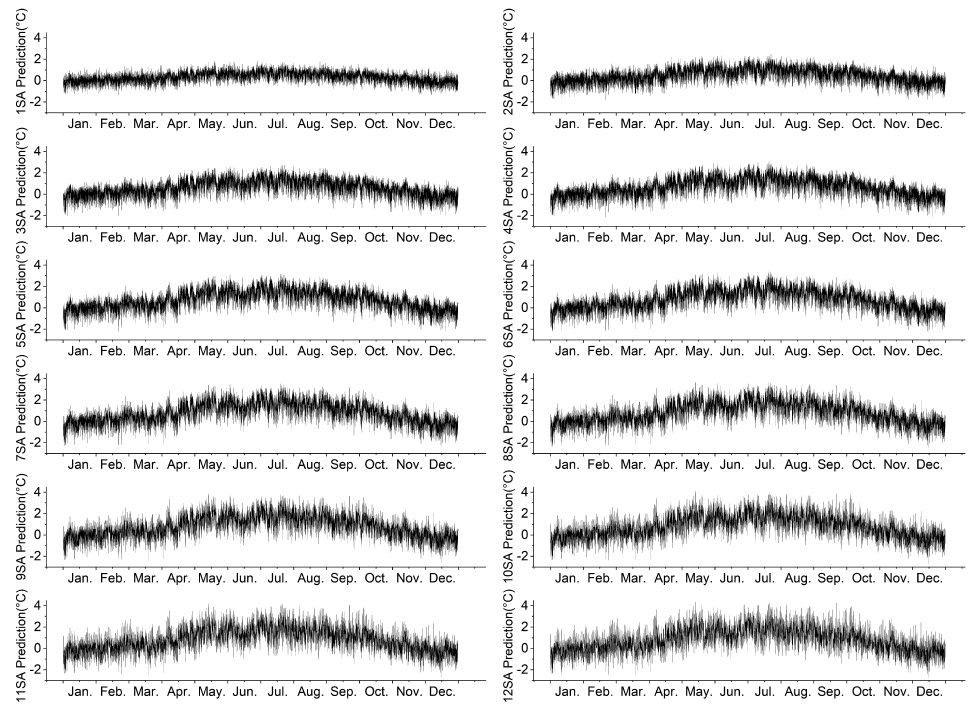 1SA Prediction(°C)
4
2
0
-2
Jan. Feb. Mar. Apr. May. Jun. Jul. Aug. Sep. Oct. Nov. Dec.
2SA Prediction(°C)
4
2
0
-2
Jan. Feb. Mar. Apr. May. Jun. Jul. Aug. Sep. Oct. Nov. Dec.
3SA Prediction(°C)
4
2
0
-2
Jan. Feb. Mar. Apr. May. Jun. Jul. Aug. Sep. Oct. Nov. Dec.
4SA Prediction(°C)
4
2
0
-2
Jan. Feb. Mar. Apr. May. Jun. Jul. Aug. Sep. Oct. Nov. Dec.
5SA Prediction(°C)
4
2
0
-2
Jan. Feb. Mar. Apr. May. Jun. Jul. Aug. Sep. Oct. Nov. Dec.
6SA Prediction(°C)
4
2
0
-2
Jan. Feb. Mar. Apr. May. Jun. Jul. Aug. Sep. Oct. Nov. Dec.
7SA Prediction(°C)
4
2
0
-2
Jan. Feb. Mar. Apr. May. Jun. Jul. Aug. Sep. Oct. Nov. Dec.
8SA Prediction(°C)
4
2
0
-2
Jan. Feb. Mar. Apr. May. Jun. Jul. Aug. Sep. Oct. Nov. Dec.
9SA Prediction(°C)
4
2
0
-2
Jan. Feb. Mar. Apr. May. Jun. Jul. Aug. Sep. Oct. Nov. Dec.
10SA Prediction(°C)
4
2
0
-2
Jan. Feb. Mar. Apr. May. Jun. Jul. Aug. Sep. Oct. Nov. Dec.
11SA Prediction(°C)
4
2
0
-2
Jan. Feb. Mar. Apr. May. Jun. Jul. Aug. Sep. Oct. Nov. Dec.
12SA Prediction(°C)
4
2
0
-2
Jan. Feb. Mar. Apr. May. Jun. Jul. Aug. Sep. Oct. Nov. Dec.